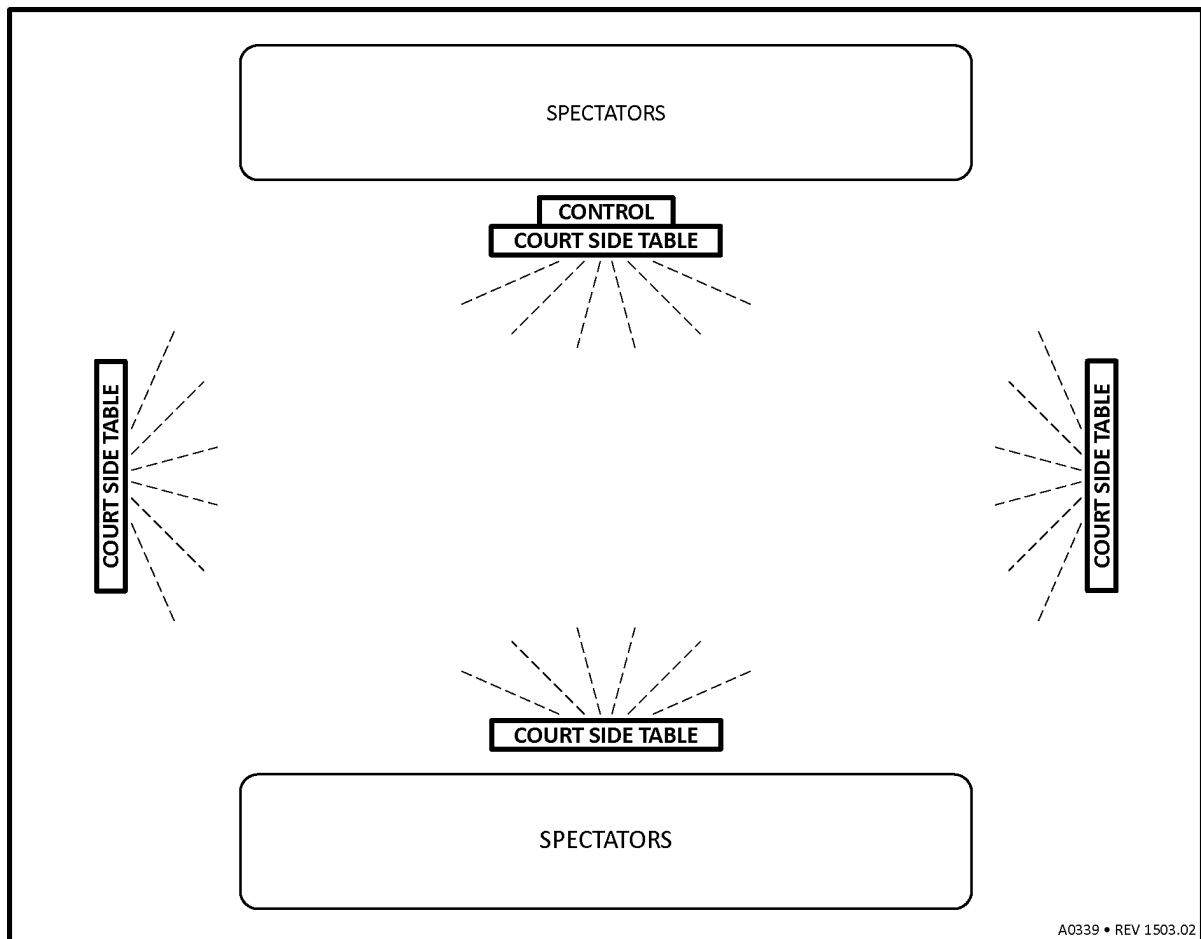 SPECTATORS
CONTROL
COURT SIDE TABLE
COURT SIDE TABLE
COURT SIDE TABLE
COURT SIDE TABLE
SPECTATORS
A0339 • REV 1503.02